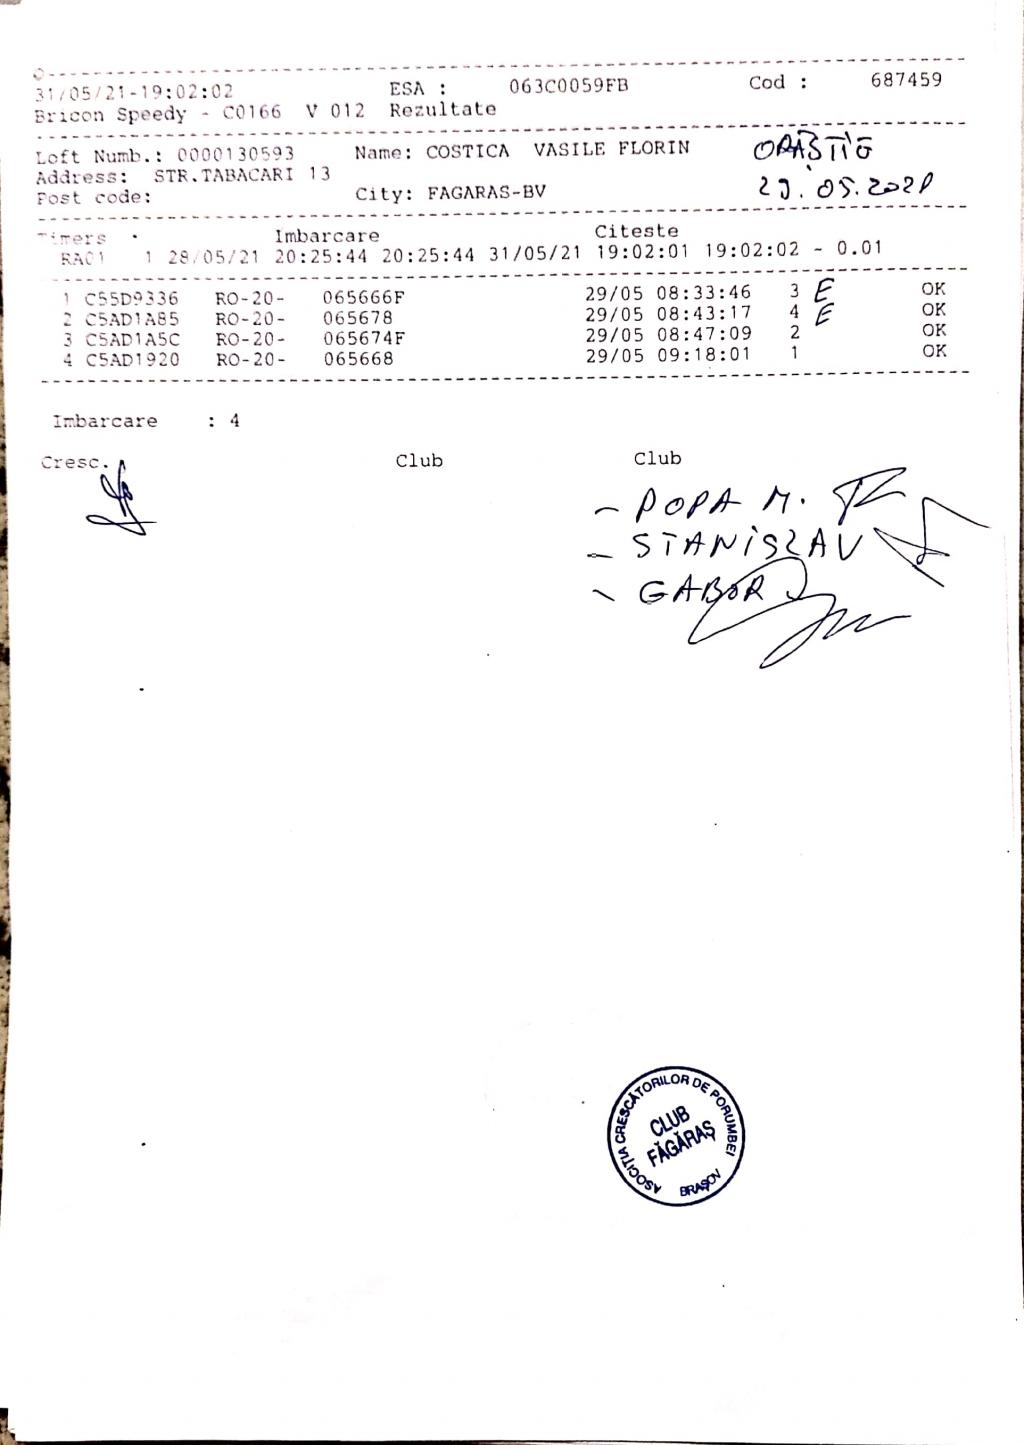 31/05/21-19:02:02 ESA : 063C0059FB Cod : 687459
Bricon Speedy - C0166 V 012 Rezultate
Loft Numb.: 0000130593 Name: COSTICA VASILE FLORIN ORĂȘTIE
Address: STR.TABACARI 13
Post code: City: FAGARAS-BV 29.05.2021
Timers Imbarcare Citeste
RA01 1 28/05/21 20:25:44 20:25:44 31/05/21 19:02:01 19:02:02 - 0.01
1 C55D9336 RO-20- 065666F 29/05 08:33:46 3 E OK
2 C5AD1A85 RO-20- 065678 29/05 08:43:17 4 E OK
3 C5AD1A5C RO-20- 065674F 29/05 08:47:09 2 OK
4 C5AD1920 RO-20- 065668 29/05 09:18:01 1 OK
Imbarcare : 4
Cresc. Club Club
- POPA M.
- STANISLAV
- GABOR
ASOCIȚIA CRESCĂTORILOR DE PORUMBEI
CLUB
FĂGĂRAȘ
BRAȘOV